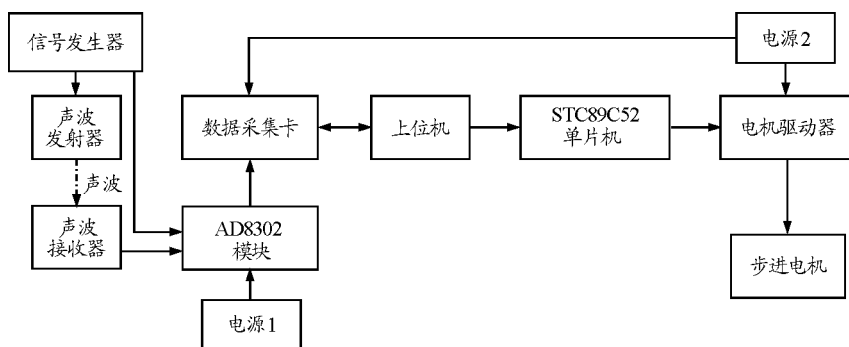 信号发生器
电源2
声波
发射器
数据采集卡
上位机
STC89C52
单片机
电机驱动器
声波
声波
接收器
AD8302
模块
步进电机
电源1